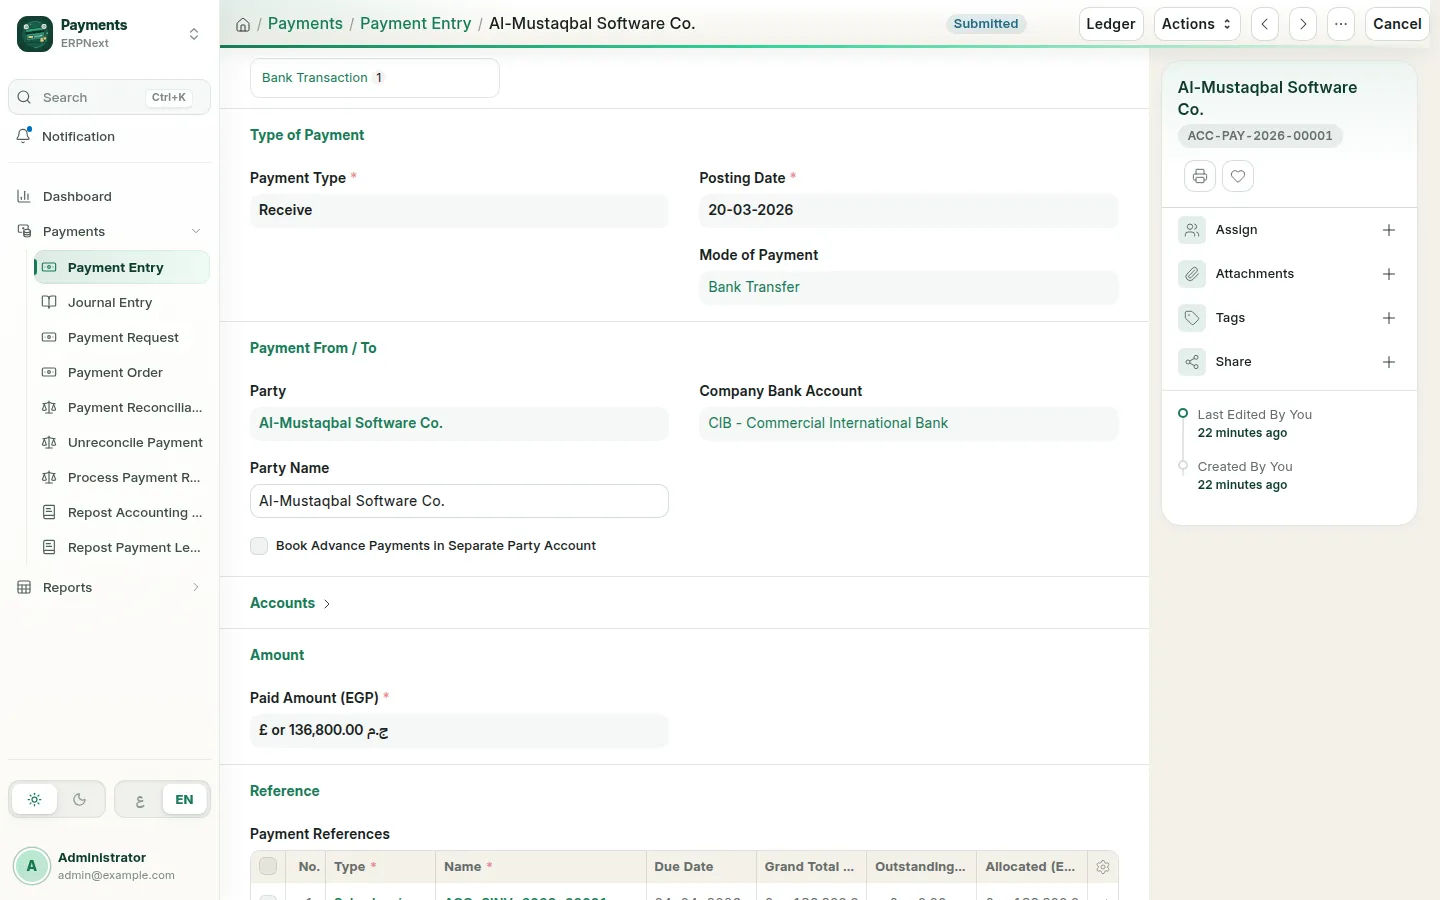 Payments
ERPNext
Search Ctrl+K
Notification
Dashboard
Payments
Payment Entry
Journal Entry
Payment Request
Payment Order
Payment Reconcilia...
Unreconcile Payment
Process Payment R...
Repost Accounting ...
Repost Payment Le...
Reports
ع EN
A
Administrator
admin@example.com
/ Payments / Payment Entry / Al-Mustaqbal Software Co.
Submitted
Ledger
Actions
Cancel
Bank Transaction 1
Type of Payment
Payment Type *
Receive
Posting Date *
20-03-2026
Mode of Payment
Bank Transfer
Payment From / To
Party
Al-Mustaqbal Software Co.
Company Bank Account
CIB - Commercial International Bank
Party Name
Al-Mustaqbal Software Co.
Book Advance Payments in Separate Party Account
Accounts
Amount
Paid Amount (EGP) *
£ or 136,800.00 ج.م
Reference
Payment References
No. Type * Name * Due Date Grand Total ... Outstanding... Allocated (E...
Al-Mustaqbal Software
Co.
ACC-PAY-2026-00001
Assign
Attachments
Tags
Share
Last Edited By You
22 minutes ago
Created By You
22 minutes ago